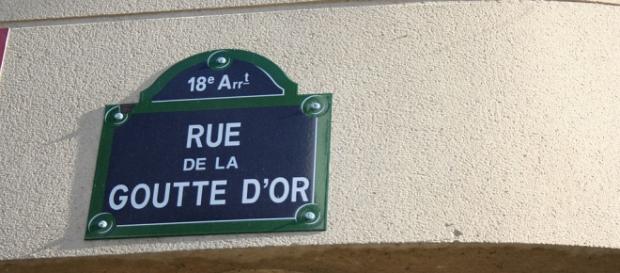 18e Arrt
RUE
DE LA
GOUTTE D'OR